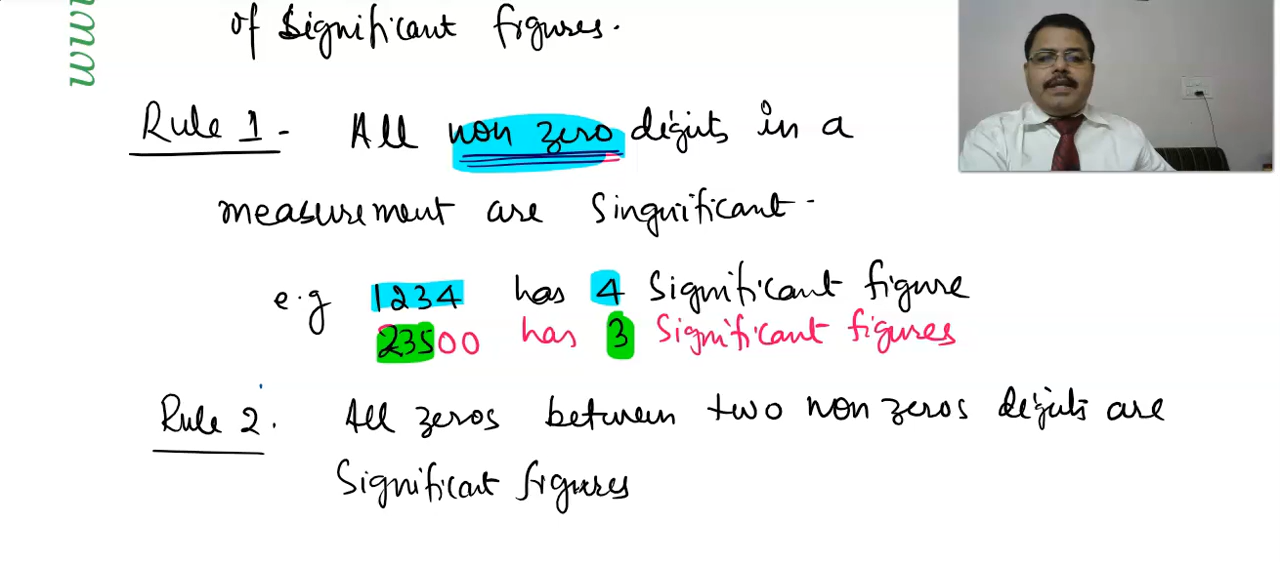 www
of Significant figures.
Rule 1 - All non zero digits in a
measurement are Singnificant -
e.g 1234 has 4 Significant figure
23500 has 3 Significant figures
Rule 2. All zeros between two non zeros digits are
Significant figures